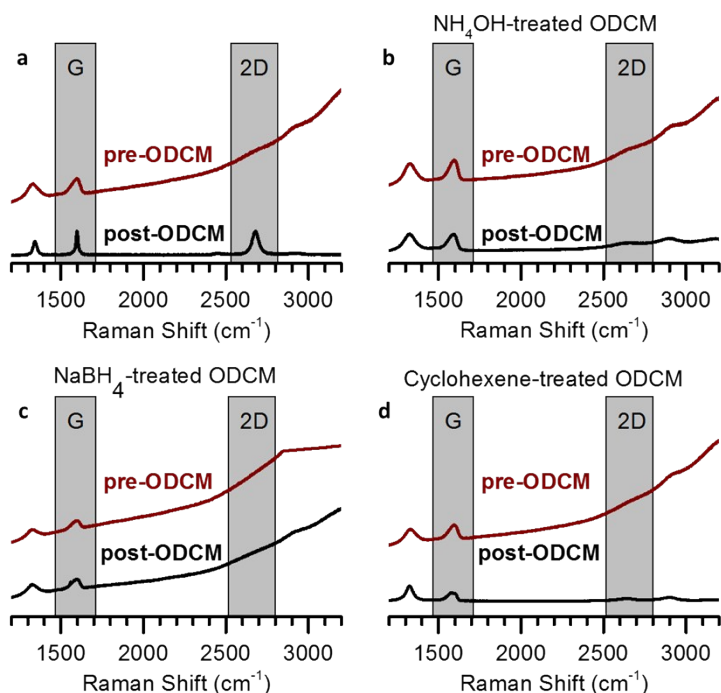 a
G
2D
pre-ODCM
post-ODCM
1500 2000 2500 3000
Raman Shift (cm⁻¹)
NH₄OH-treated ODCM
b
G
2D
pre-ODCM
post-ODCM
1500 2000 2500 3000
Raman Shift (cm⁻¹)
NaBH₄-treated ODCM
c
G
2D
pre-ODCM
post-ODCM
1500 2000 2500 3000
Raman Shift (cm⁻¹)
Cyclohexene-treated ODCM
d
G
2D
pre-ODCM
post-ODCM
1500 2000 2500 3000
Raman Shift (cm⁻¹)